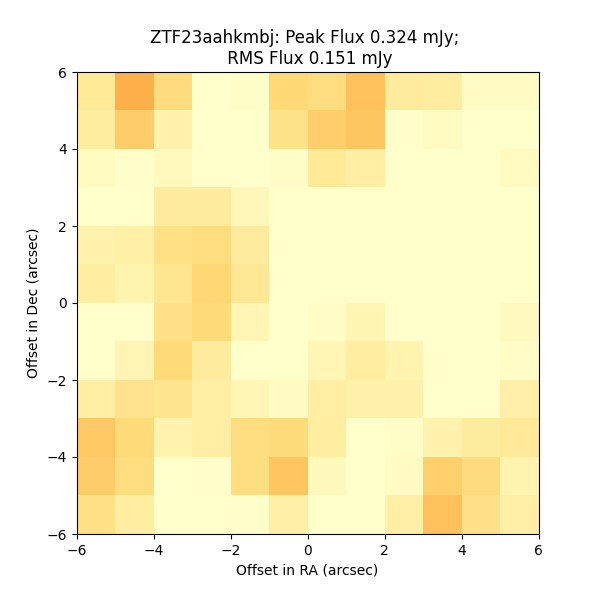 ZTF23aahkmbj: Peak Flux 0.324 mJy;
RMS Flux 0.151 mJy
6
4
2
0
−2
−4
−6
Offset in Dec (arcsec)
−6 −4 −2 0 2 4 6
Offset in RA (arcsec)